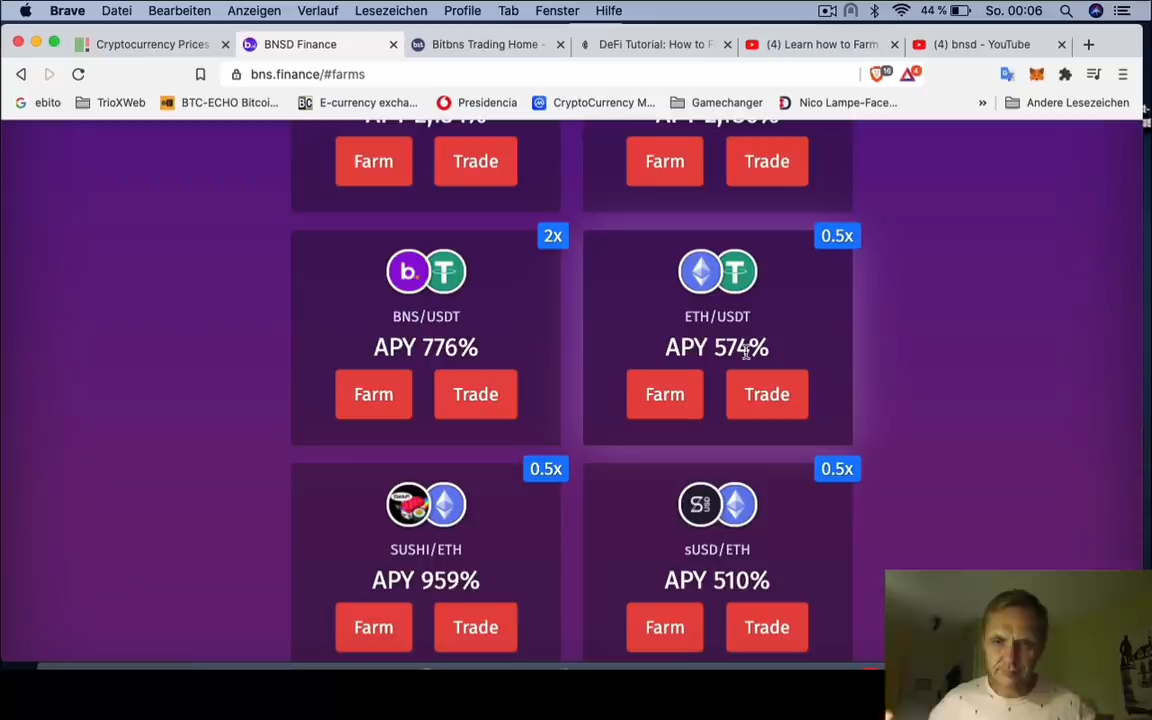 Brave Datei Bearbeiten Anzeigen Verlauf Lesezeichen Profile Tab Fenster Hilfe 44 % So. 00:06
Cryptocurrency Prices BNSD Finance Bitbns Trading Home - DeFi Tutorial: How to F (4) Learn how to Farm (4) bnsd - YouTube
bns.finance/#farms 16 4
ebito TrioXWeb BTC-ECHO Bitcoi... E-currency excha... Presidencia CryptoCurrency M... Gamechanger Nico Lampe-Face... » Andere Lesezeichen
Farm Trade Farm Trade
2x 0.5x
b.
BNS/USDT ETH/USDT
APY 776% APY 574%
Farm Trade Farm Trade
0.5x 0.5x
SUSHI/ETH sUSD/ETH
APY 959% APY 510%
Farm Trade Farm Trade